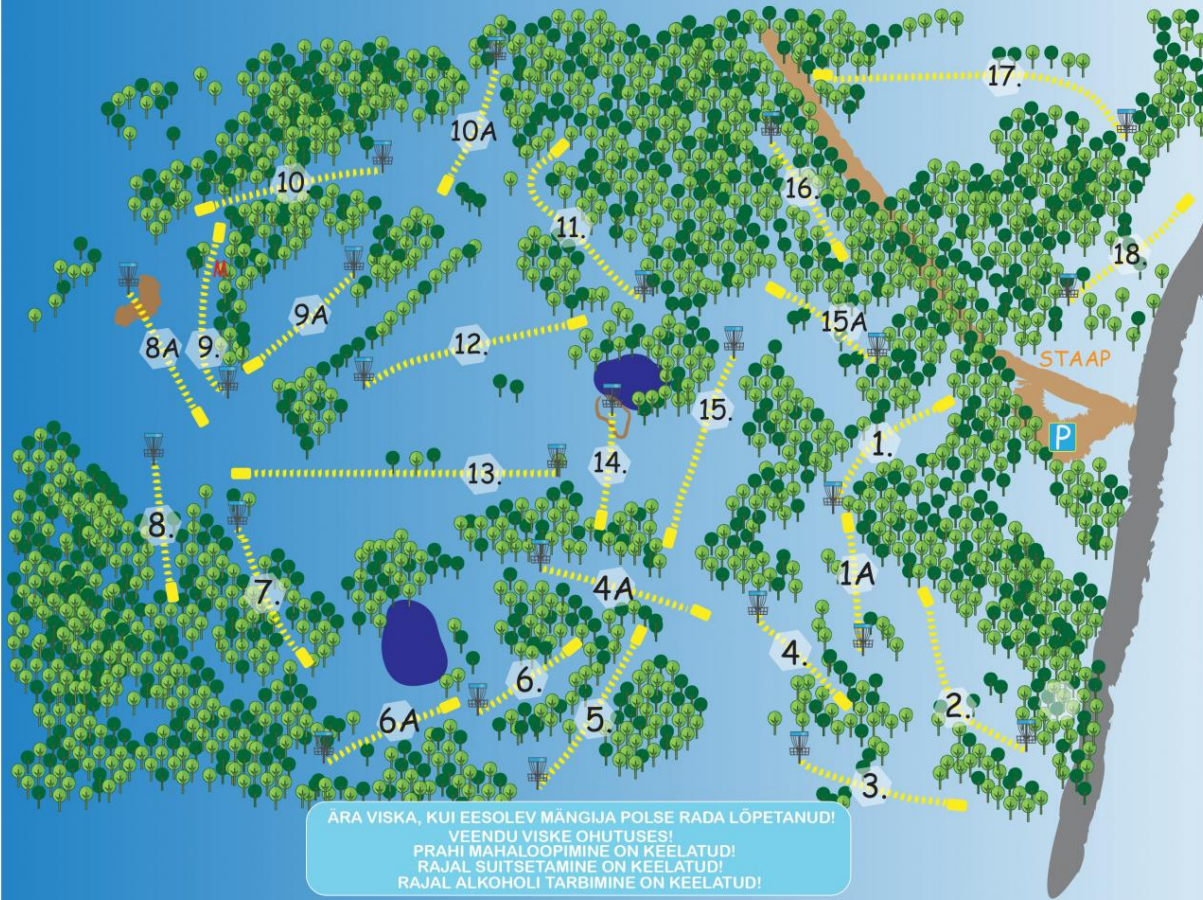 17.
10A
10.
16.
11.
18.
M
9A
15A
8A
9.
12.
STAAP
15.
1.
P
14.
13.
8.
7
4A
1A
4.
6.
6A
5.
2.
3.
ÄRA VISKA, KUI EESOLEV MÄNGIJA POLSE RADA LÕPETANUD!
VEENDU VISKE OHUTUSES!
PRAHI MAHALOOPIMINE ON KEELATUD!
RAJAL SUITSETAMINE ON KEELATUD!
RAJAL ALKOHOLI TARBIMINE ON KEELATUD!